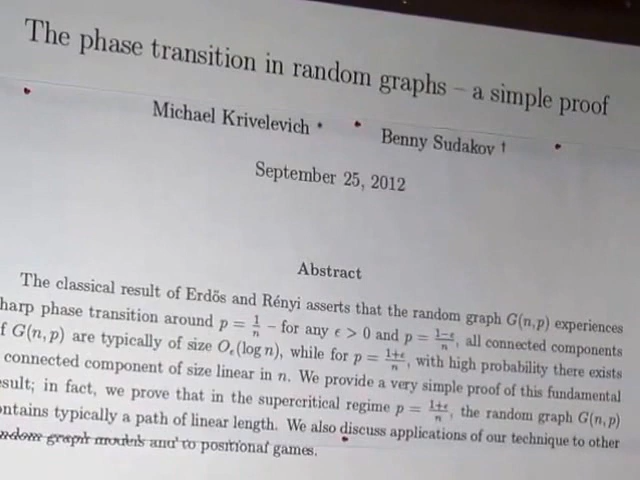 The phase transition in random graphs – a simple proof
Michael Krivelevich * Benny Sudakov †
September 25, 2012
Abstract
The classical result of Erdős and Rényi asserts that the random graph G(n,p) experiences
harp phase transition around p = 1/n – for any ϵ > 0 and p = (1−ϵ)/n, all connected components
f G(n,p) are typically of size Oϵ(log n), while for p = (1+ϵ)/n, with high probability there exists
connected component of size linear in n. We provide a very simple proof of this fundamental
esult; in fact, we prove that in the supercritical regime p = (1+ϵ)/n, the random graph G(n,p)
ontains typically a path of linear length. We also discuss applications of our technique to other
ndom graph models and to positional games.